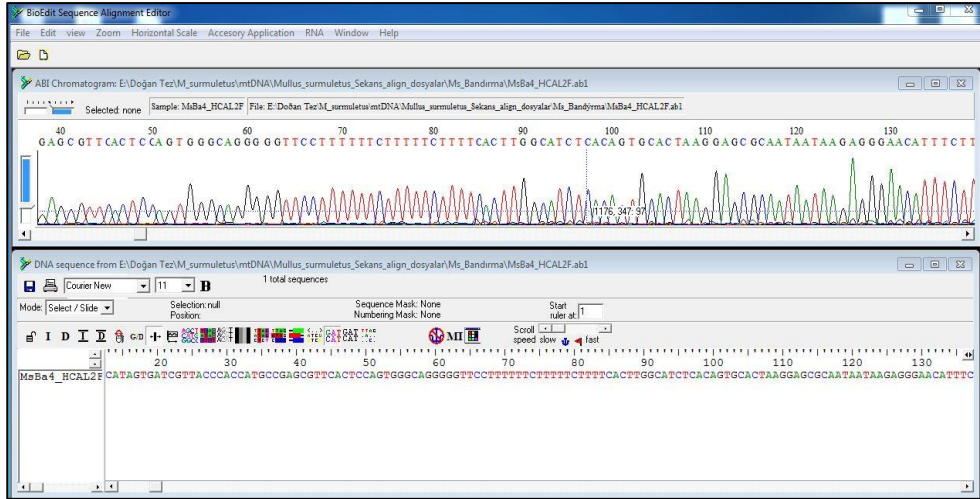 BioEdit Sequence Alignment Editor
File Edit view Zoom Horizontal Scale Accesory Application RNA Window Help
ABI Chromatogram: E:\Doğan Tez\M_surmuletus\mtDNA\Mullus_surmuletus_Sekans_align_dosyalar\Ms_Bandırma\MsBa4_HCAL2F.ab1
Selected: none Sample: MsBa4_HCAL2F File: E:\Doðan Tez\M_surmuletus\mtDNA\Mullus_surmuletus_Sekans_align_dosyalar\Ms_Bandýrma\MsBa4_HCAL2F.ab1
40 50 60 70 80 90 100 110 120 130
GAGCGTTCACTCCAGTGGGCAGGGGGTTCCTTTTTTCTTTTTCTTTTCACTTGGCATCTCACAGTGCACTAAGGAGCGCAATAATAAGAGGGAACATTTCTT
1176, 347: 97
DNA sequence from E:\Doğan Tez\M_surmuletus\mtDNA\Mullus_surmuletus_Sekans_align_dosyalar\Ms_Bandırma\MsBa4_HCAL2F.ab1
Courier New 11 B 1 total sequences
Mode: Select / Slide Selection: null Sequence Mask: None Start
Position: Numbering Mask: None ruler at: 1
I D I D G/D MI Scroll
speed slow fast
20 30 40 50 60 70 80 90 100 110 120 130
MsBa4_HCAL2F CATAGTGATCGTTACCCACCATGCCGAGCGTTCACTCCAGTGGGCAGGGGGTTCCTTTTTTCTTTTTCTTTTCACTTGGCATCTCACAGTGCACTAAGGAGCGCAATAATAAGAGGGAACATTTC